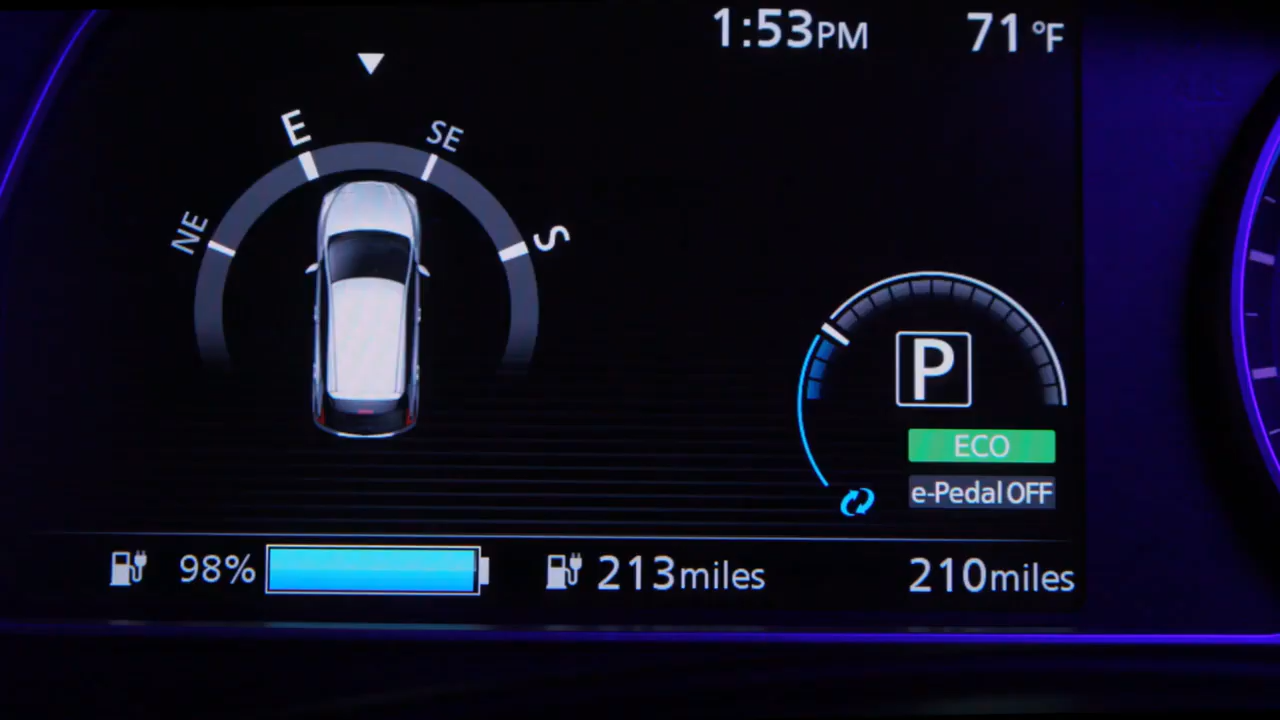 1:53PM 71°F
E SE
NE S
P
ECO
e-Pedal OFF
98% 213miles 210miles